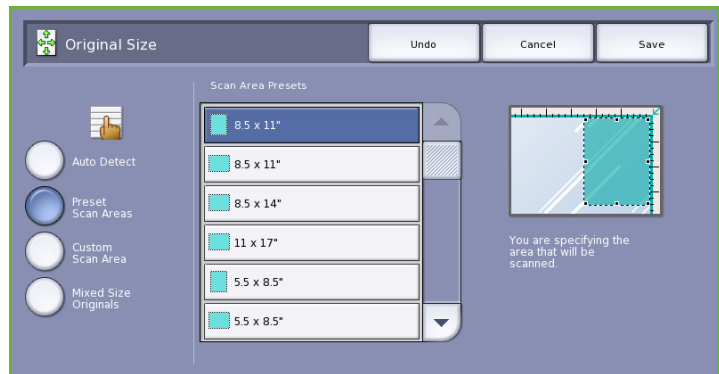 Original Size
Undo
Cancel
Save
Scan Area Presets
Auto Detect
Preset
Scan Areas
Custom
Scan Area
Mixed Size
Originals
8.5 x 11"
8.5 x 11"
8.5 x 14"
11 x 17"
5.5 x 8.5"
5.5 x 8.5"
You are specifying the
area that will be
scanned.